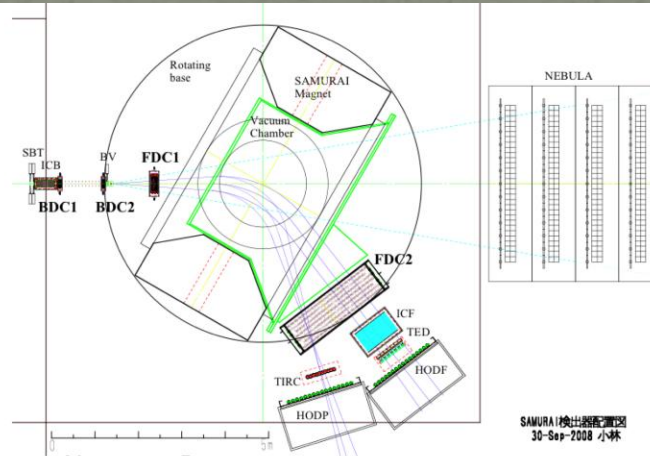 Rotating
base
SAMURAI
Magnet
NEBULA
Vacuum
Chamber
SBT
ICB
BV
FDC1
BDC1
BDC2
FDC2
ICF
TED
TIRC
HODF
HODP
0
5m
SAMURAI検出器配置図
30-Sep-2008 小林